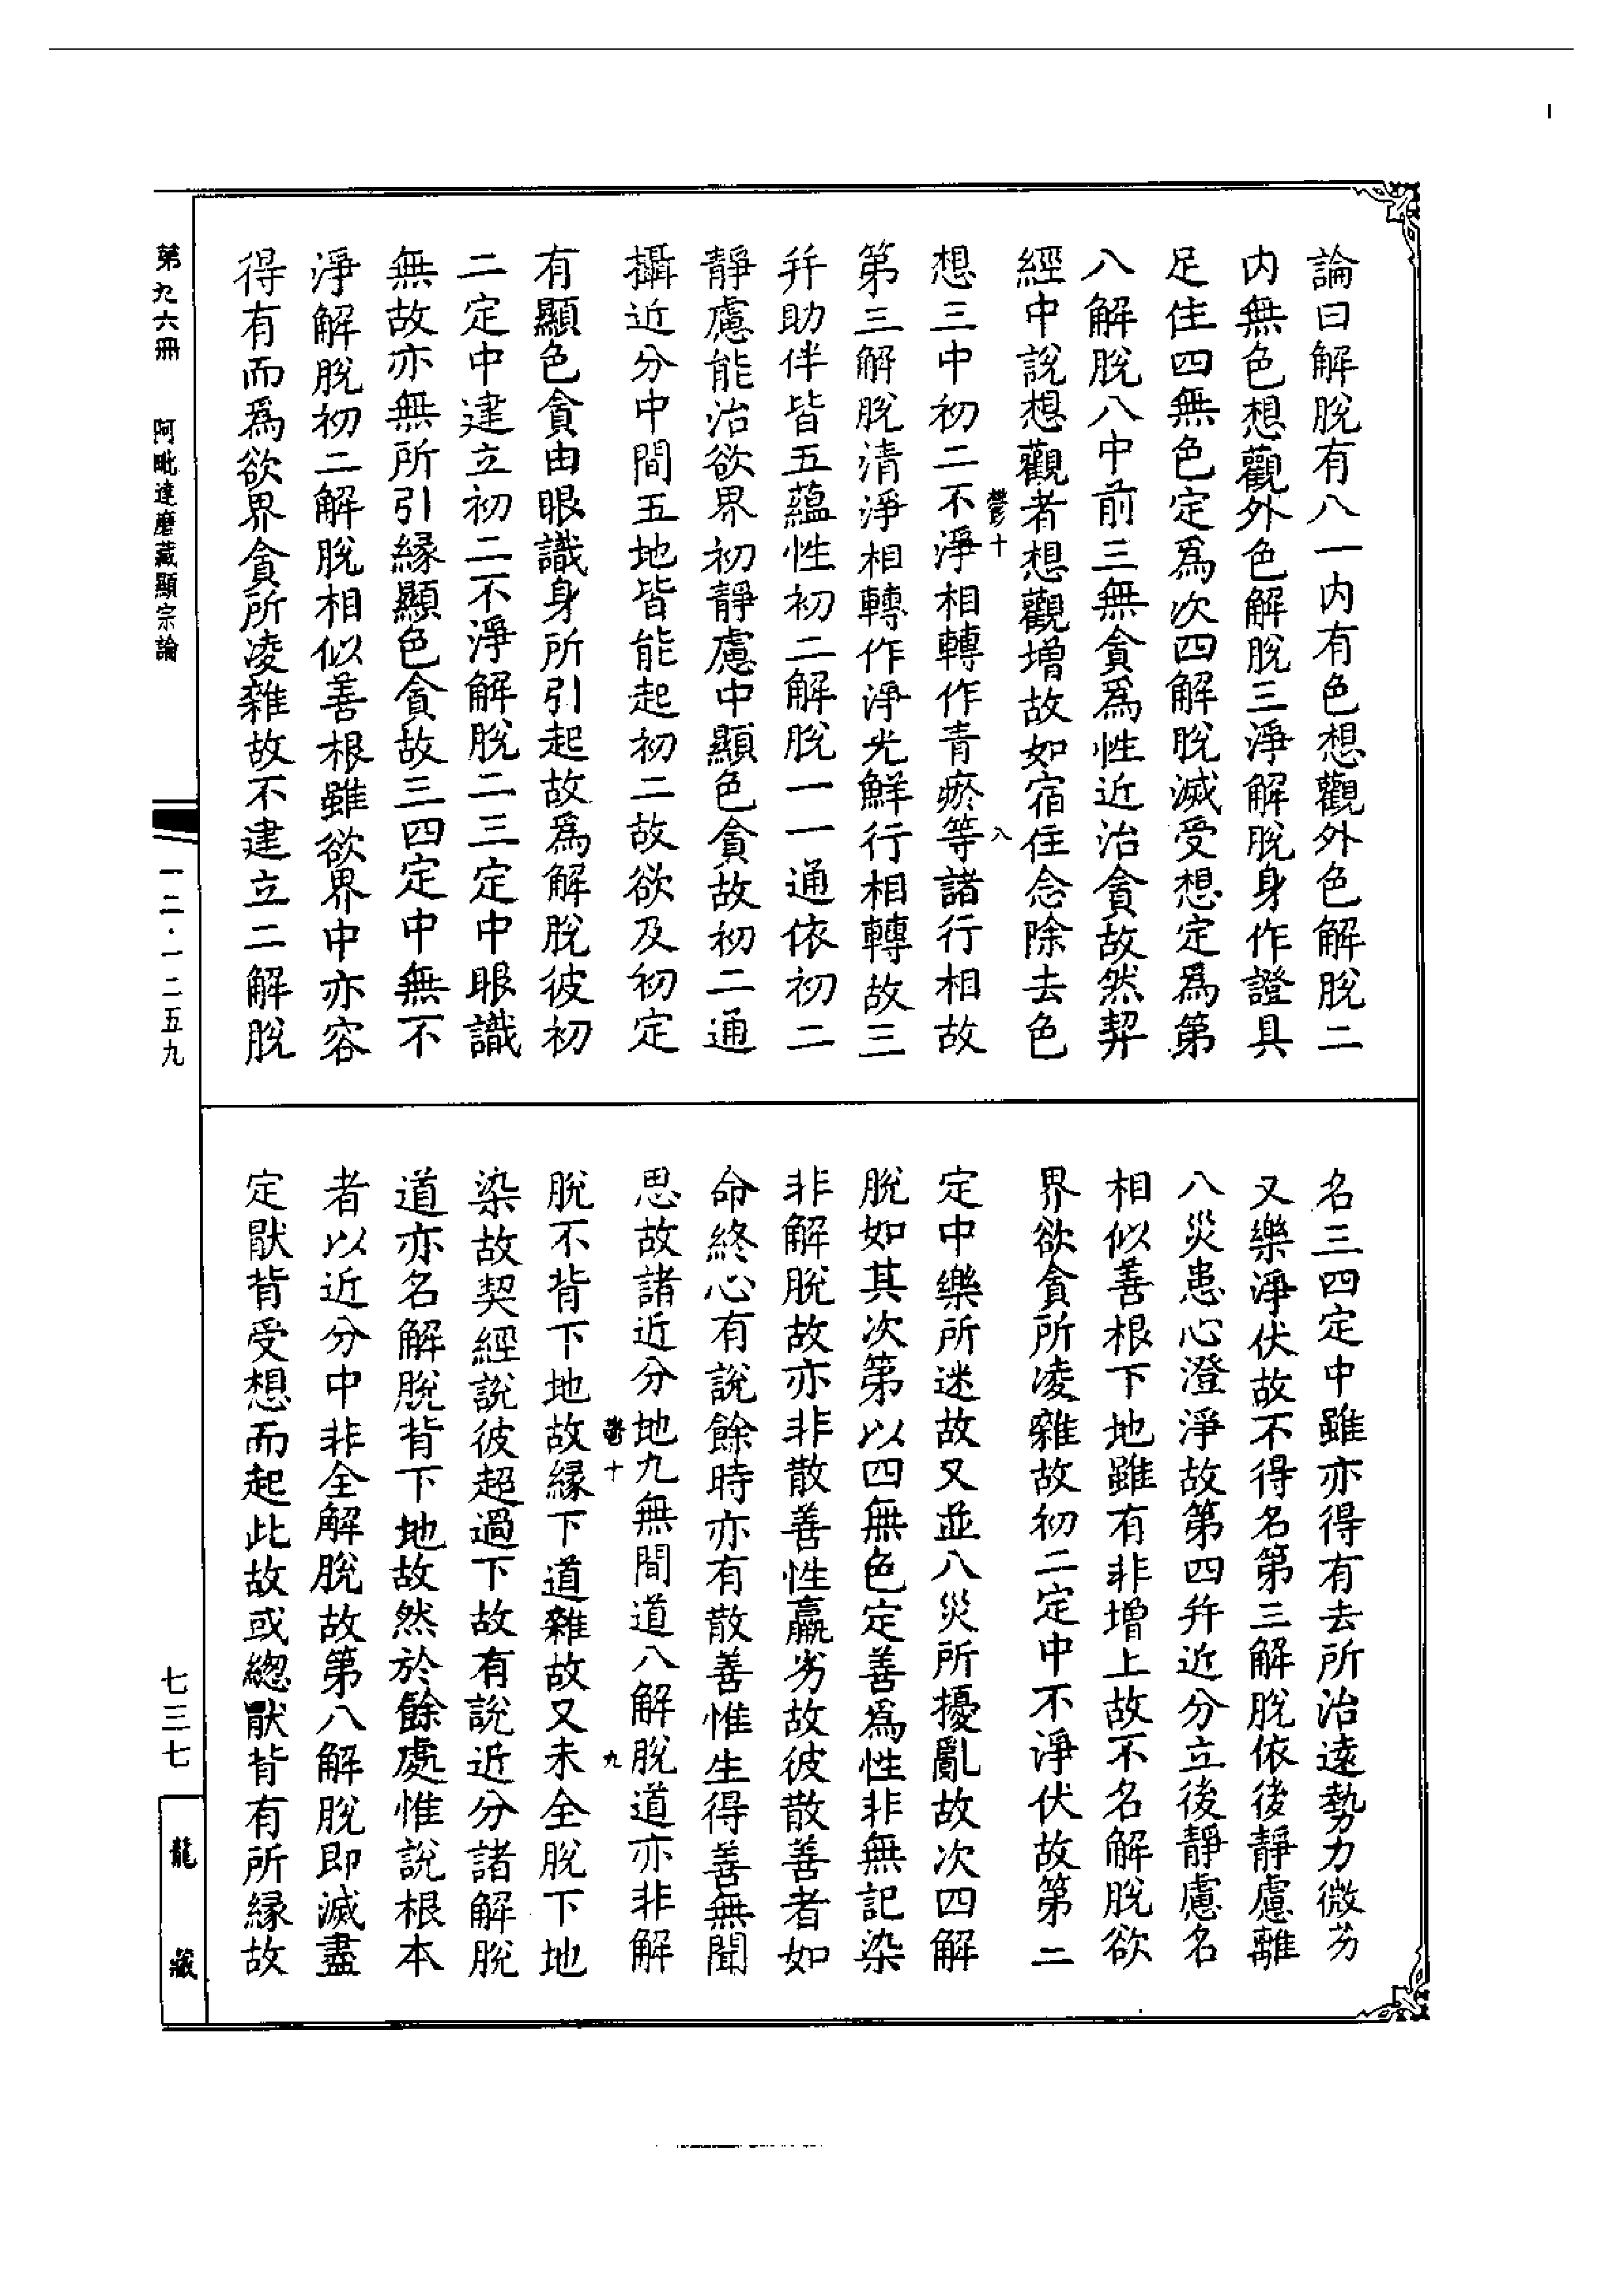 論曰解脫有八一内有色想觀外色解脫二
内無色想觀外色解脫三淨解脫身作證具
足住四無色定爲次四解脫滅受想定爲第
八解脫八中前三無貪爲性近治貪故然契
經中說想觀者想觀增故如宿住念除去色
鬱十 八
想三中初二不淨相轉作青瘀等諸行相故
第三解脫清淨相轉作淨光鮮行相轉故三
幷助伴皆五蘊性初二解脫一一通依初二
靜慮能治欲界初靜慮中顯色貪故初二通
攝近分中間五地皆能起初二故欲及初定
有顯色貪由眼識身所引起故爲解脫彼初
二定中建立初二不淨解脫二三定中眼識
無故亦無所引緣顯色貪故三四定中無不
淨解脫初二解脫相似善根雖欲界中亦容
得有而爲欲界貪所凌雜故不建立二解脫
名三四定中雖亦得有去所治遠勢力微劣
又樂淨伏故不得名第三解脫依後靜慮離
八災患心澄淨故第四幷近分立後靜慮名
相似善根下地雖有非增上故不名解脫欲
界欲貪所凌雜故初二定中不淨伏故第二
定中樂所迷故又並八災所擾亂故次四解
脫如其次第以四無色定善爲性非無記染
非解脫故亦非散善性羸劣故彼散善者如
命終心有說餘時亦有散善惟生得善無聞
思故諸近分地九無間道八解脫道亦非解
鬱十 九
脫不背下地故緣下道雜故又未全脫下地
染故契經說彼超過下故有說近分諸解脫
道亦名解脫背下地故然於餘處惟說根本
者以近分中非全解脫故第八解脫即滅盡
定猒背受想而起此故或總猒背有所緣故
第九六冊 阿毗達磨藏顯宗論 一二·一二五九 七三七 龍藏